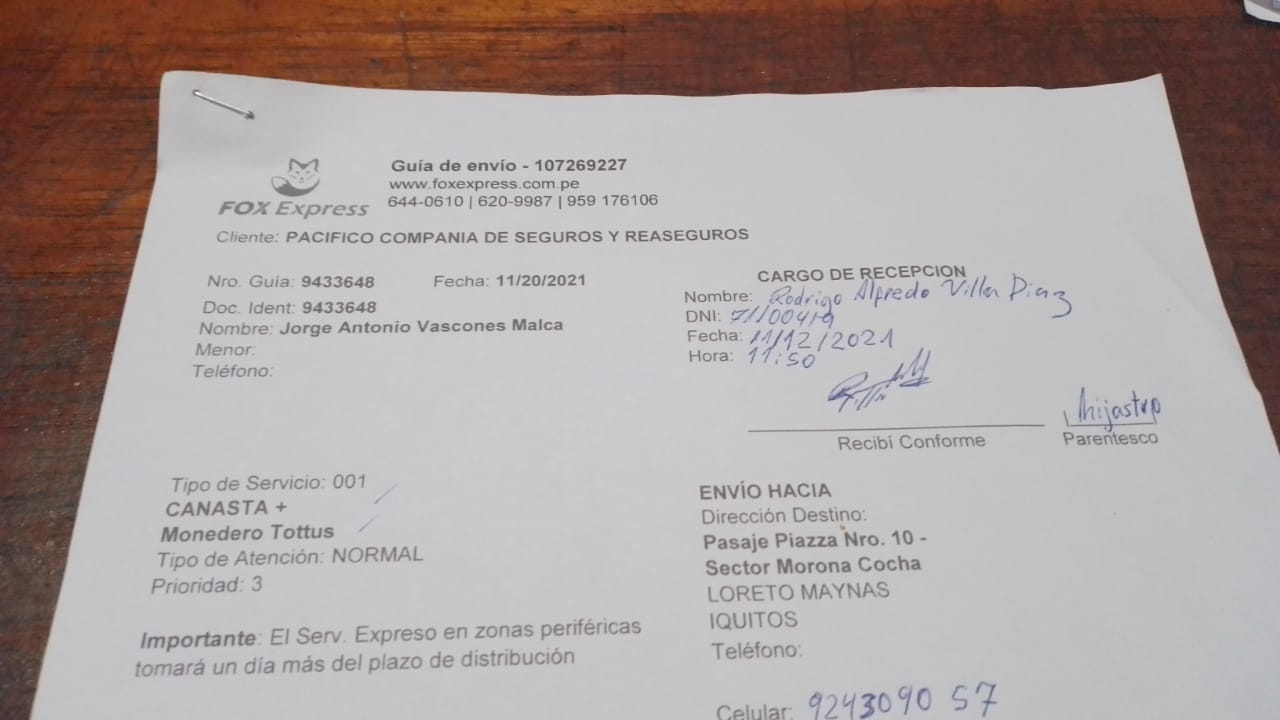 FOX Express
Guía de envío - 107269227
www.foxexpress.com.pe
644-0610 | 620-9987 | 959 176106
Cliente: PACIFICO COMPANIA DE SEGUROS Y REASEGUROS
Nro. Guía: 9433648 Fecha: 11/20/2021
Doc. Ident: 9433648
Nombre: Jorge Antonio Vascones Malca
Menor:
Teléfono:
CARGO DE RECEPCION
Nombre: Rodrigo Alfredo Villa Diaz
DNI: 71100419
Fecha: 11/12/2021
Hora: 11:50
Recibí Conforme
hijastro
Parentesco
Tipo de Servicio: 001
CANASTA +
Monedero Tottus
Tipo de Atención: NORMAL
Prioridad: 3
Importante: El Serv. Expreso en zonas periféricas
tomará un día más del plazo de distribución
ENVÍO HACIA
Dirección Destino:
Pasaje Piazza Nro. 10 -
Sector Morona Cocha
LORETO MAYNAS
IQUITOS
Teléfono:
Celular: 924309057